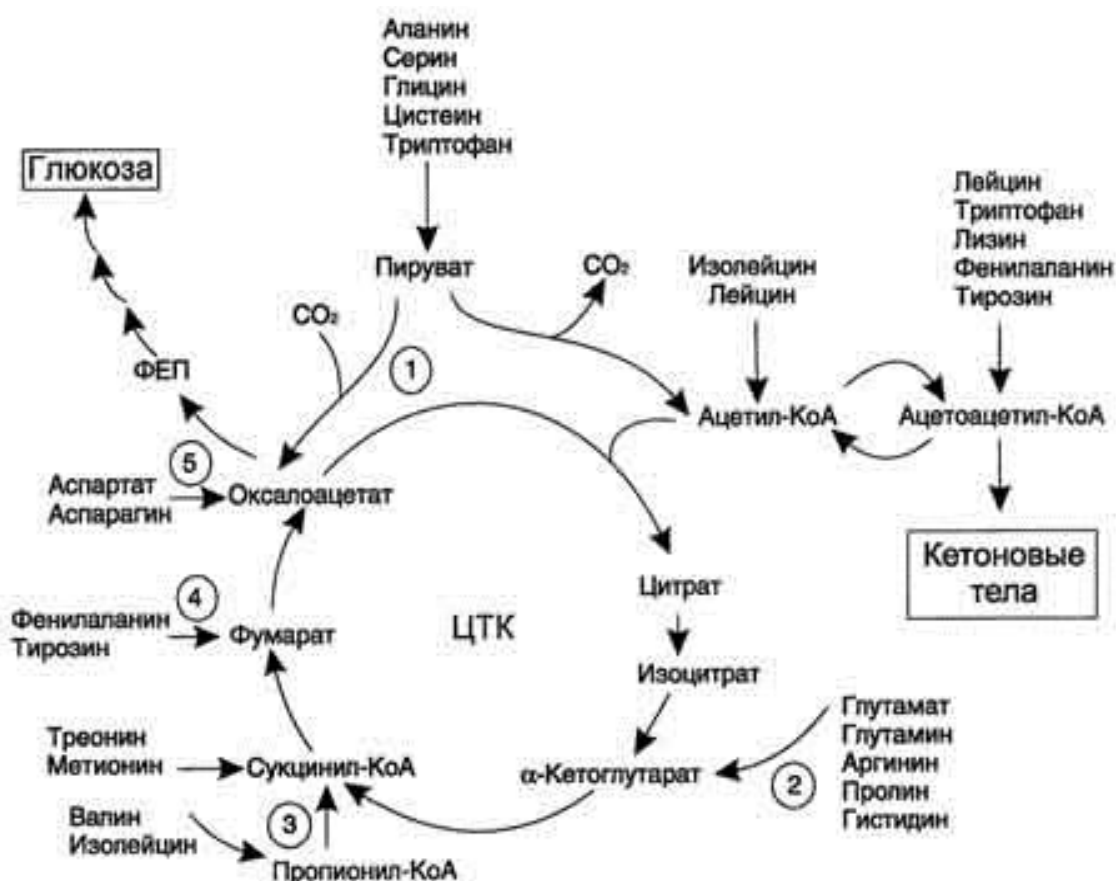 Аланин
Серин
Глицин
Цистеин
Триптофан
Глюкоза
Лейцин
Триптофан
Лизин
Фенилаланин
Тирозин
Пируват
CO₂
Изолейцин
Лейцин
CO₂
1
ФЕП
Ацетил-КоА
Ацетоацетил-КоА
5
Аспартат
Аспарагин
Оксалоацетат
Кетоновые
тела
Цитрат
4
Фенилаланин
Тирозин
Фумарат
ЦТК
Изоцитрат
Треонин
Метионин
Сукцинил-КоА
α-Кетоглутарат
2
Глутамат
Глутамин
Аргинин
Пролин
Гистидин
3
Валин
Изолейцин
Пропионил-КоА